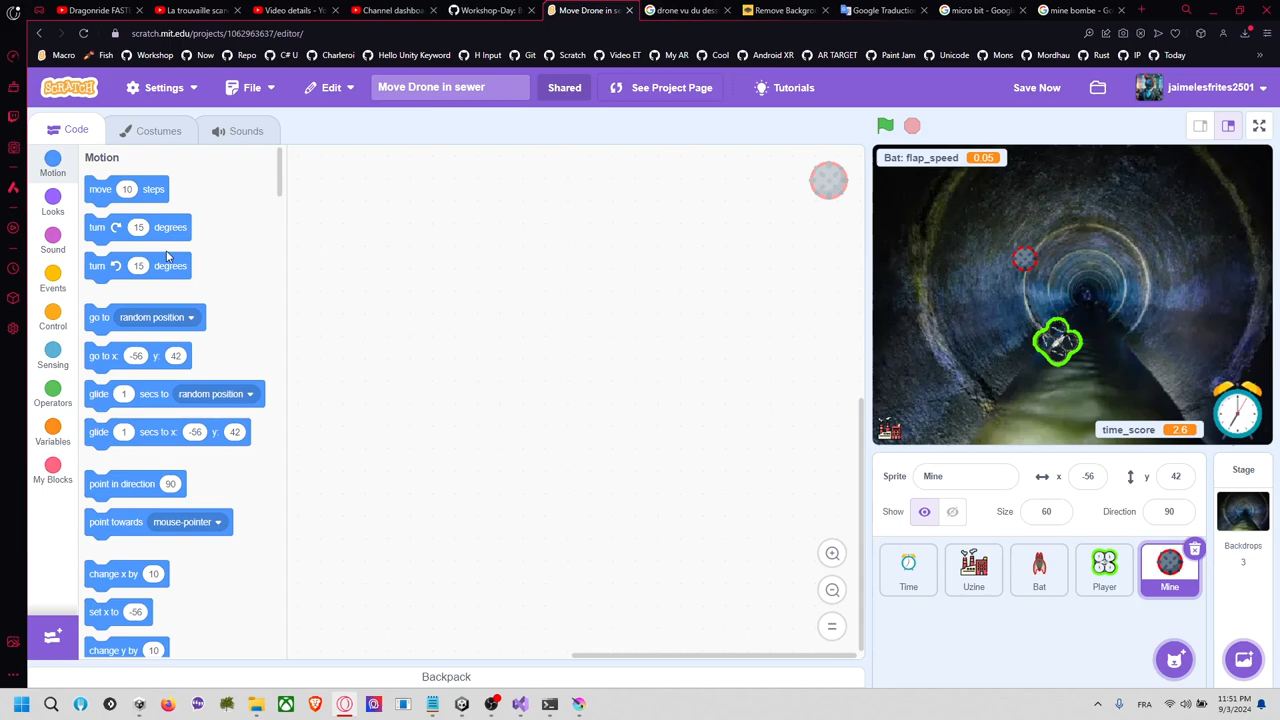 Dragonride FAST
La trouvaille scan
Video details - Yo
Channel dashboa
Workshop-Day: B
Move Drone in se
drone vu du dess
Remove Backgro
Google Traduction
micro bit - Googl
mine bombe - G
scratch.mit.edu/projects/1062963637/editor/
Macro
Fish
Workshop
Now
Repo
C# U
Charleroi
Hello Unity Keyword
H Input
Git
Scratch
Video ET
My AR
Cool
Android XR
AR TARGET
Paint Jam
Unicode
Mons
Mordhau
Rust
IP
Today
SCRATCH
Settings
File
Edit
Move Drone in sewer
Shared
See Project Page
Tutorials
Save Now
jaimelesfrites2501
Code
Costumes
Sounds
Motion
Looks
Sound
Events
Control
Sensing
Operators
Variables
My Blocks
Motion
move 10 steps
turn 15 degrees
turn 15 degrees
go to random position
go to x: -56 y: 42
glide 1 secs to random position
glide 1 secs to x: -56 y: 42
point in direction 90
point towards mouse-pointer
change x by 10
set x to -56
change y by 10
Backpack
Bat: flap_speed 0.05
time_score 2.6
Sprite Mine x -56 y 42
Show Size 60 Direction 90
Time
Uzine
Bat
Player
Mine
Stage
Backdrops
3
FRA
11:51 PM
9/3/2024